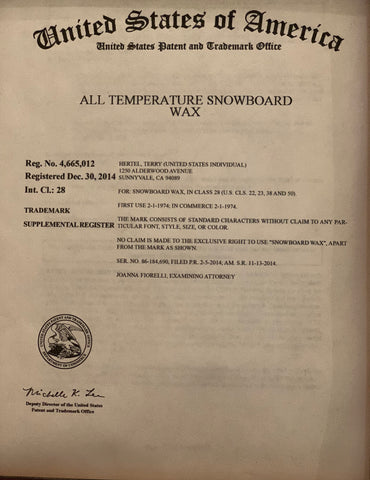 United States of America
United States Patent and Trademark Office
ALL TEMPERATURE SNOWBOARD
WAX
Reg. No. 4,665,012
Registered Dec. 30, 2014
Int. Cl.: 28
TRADEMARK
SUPPLEMENTAL REGISTER
HERTEL, TERRY (UNITED STATES INDIVIDUAL)
1250 ALDERWOOD AVENUE
SUNNYVALE, CA 94089
FOR: SNOWBOARD WAX, IN CLASS 28 (U.S. CLS. 22, 23, 38 AND 50).
FIRST USE 2-1-1974; IN COMMERCE 2-1-1974.
THE MARK CONSISTS OF STANDARD CHARACTERS WITHOUT CLAIM TO ANY PAR-
TICULAR FONT, STYLE, SIZE, OR COLOR.
NO CLAIM IS MADE TO THE EXCLUSIVE RIGHT TO USE "SNOWBOARD WAX", APART
FROM THE MARK AS SHOWN.
SER. NO. 86-184,690, FILED P.R. 2-5-2014; AM. S.R. 11-13-2014.
JOANNA FIORELLI, EXAMINING ATTORNEY
Michelle K. Lee
Deputy Director of the United States
Patent and Trademark Office